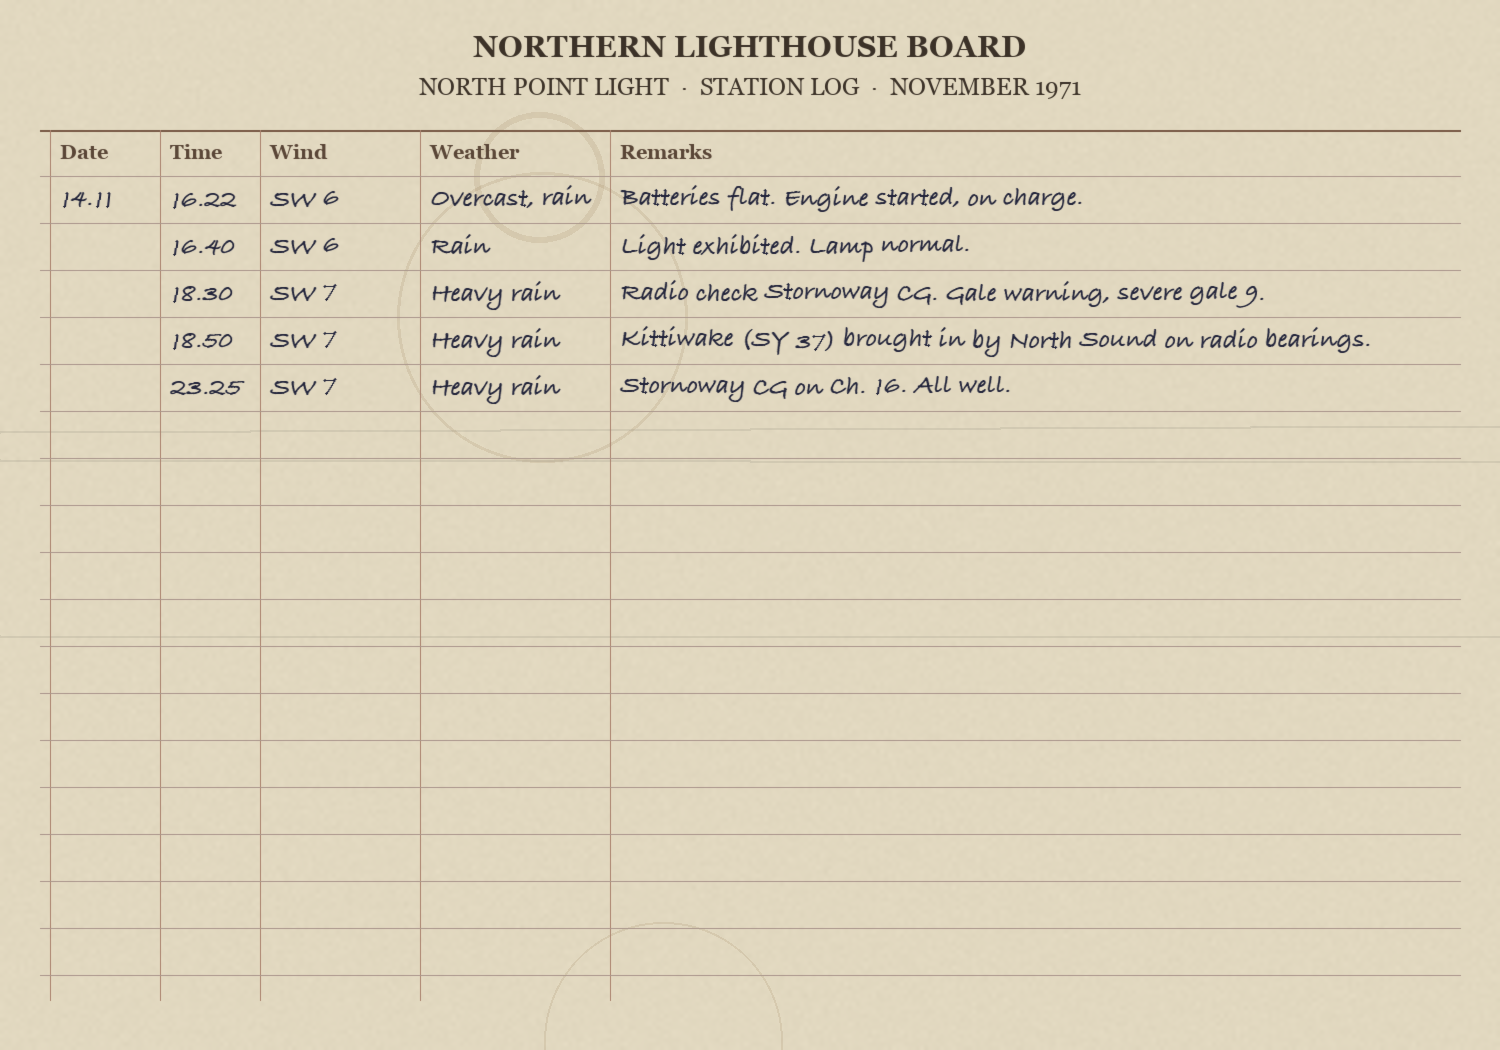 NORTHERN LIGHTHOUSE BOARD
NORTH POINT LIGHT · STATION LOG · NOVEMBER 1971
Date Time Wind Weather Remarks
14.11 16.22 SW 6 Overcast, rain Batteries flat. Engine started, on charge.
16.40 SW 6 Rain Light exhibited. Lamp normal.
18.30 SW 7 Heavy rain Radio check Stornoway CG. Gale warning, severe gale 9.
18.50 SW 7 Heavy rain Kittiwake (SY 37) brought in by North Sound on radio bearings.
23.25 SW 7 Heavy rain Stornoway CG on Ch. 16. All well.